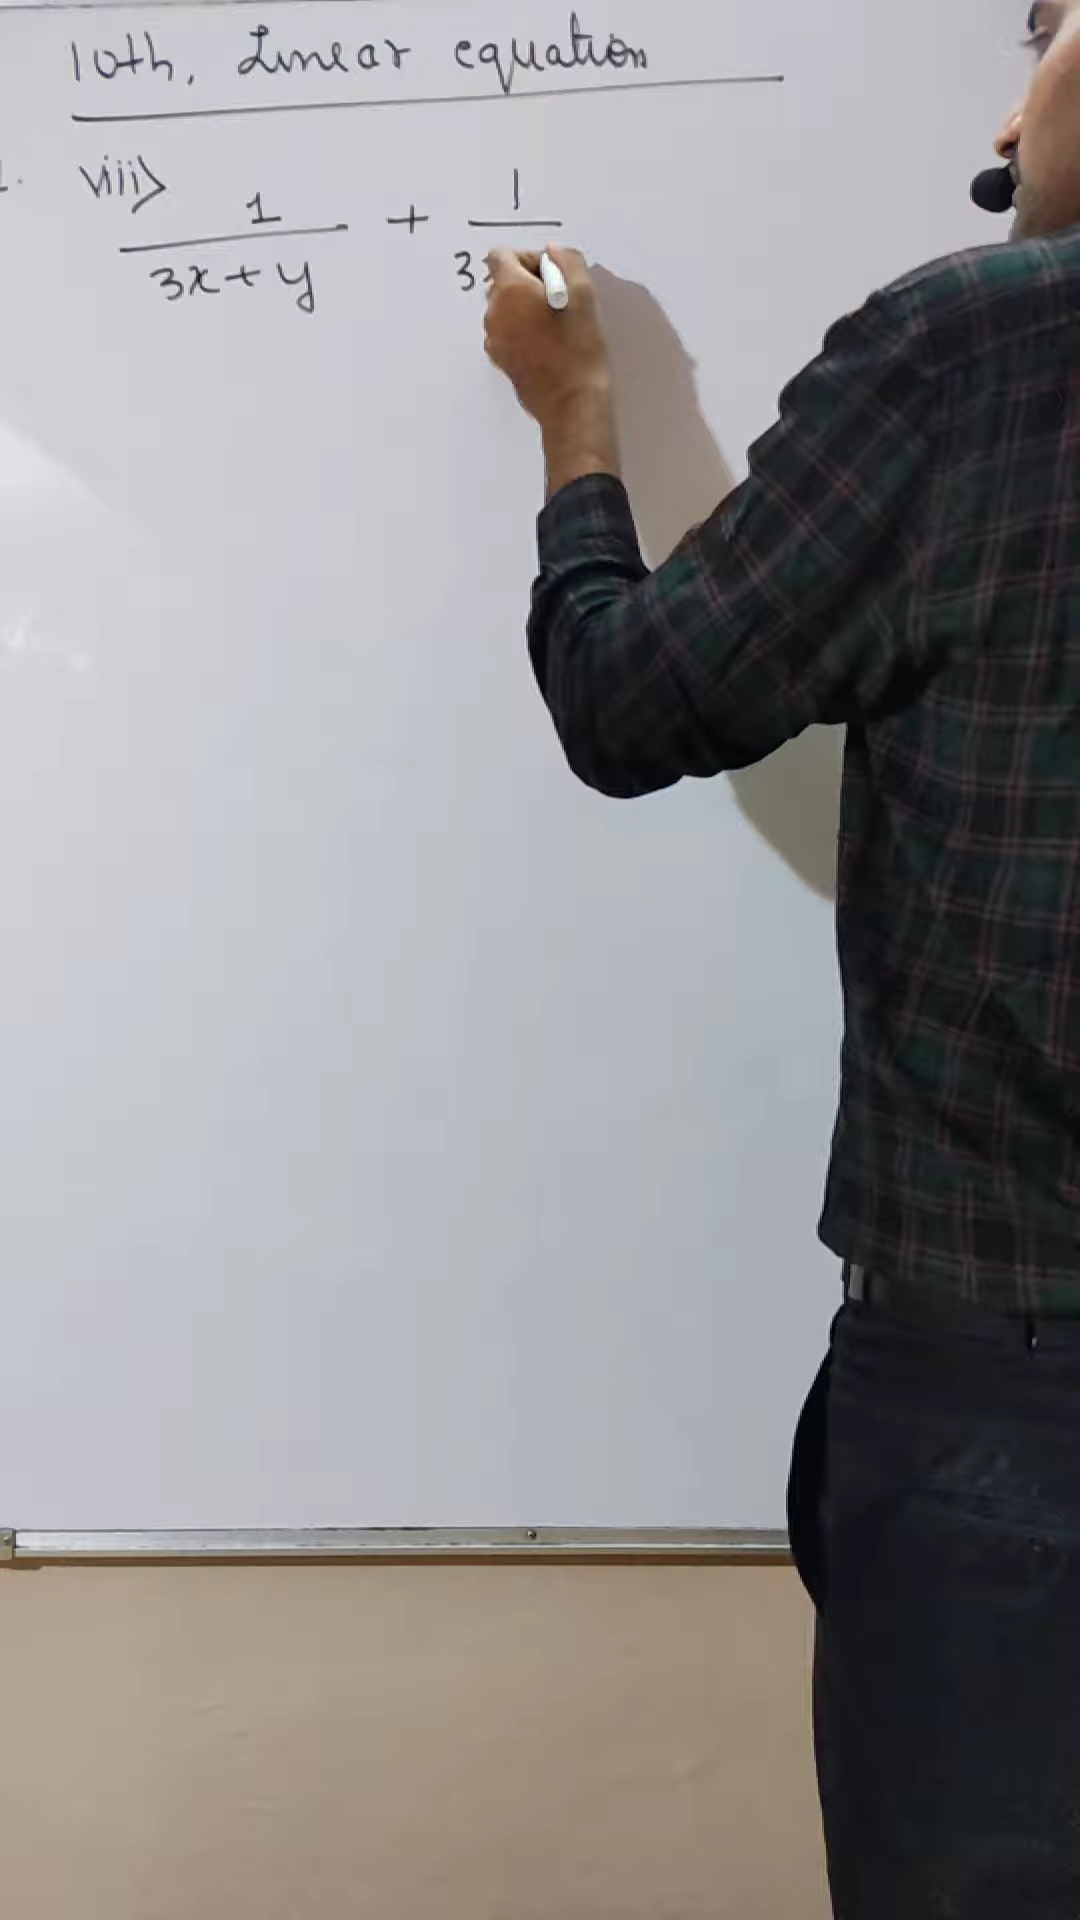 10th, Linear equation
viii>
1 + 1
3x+y 3